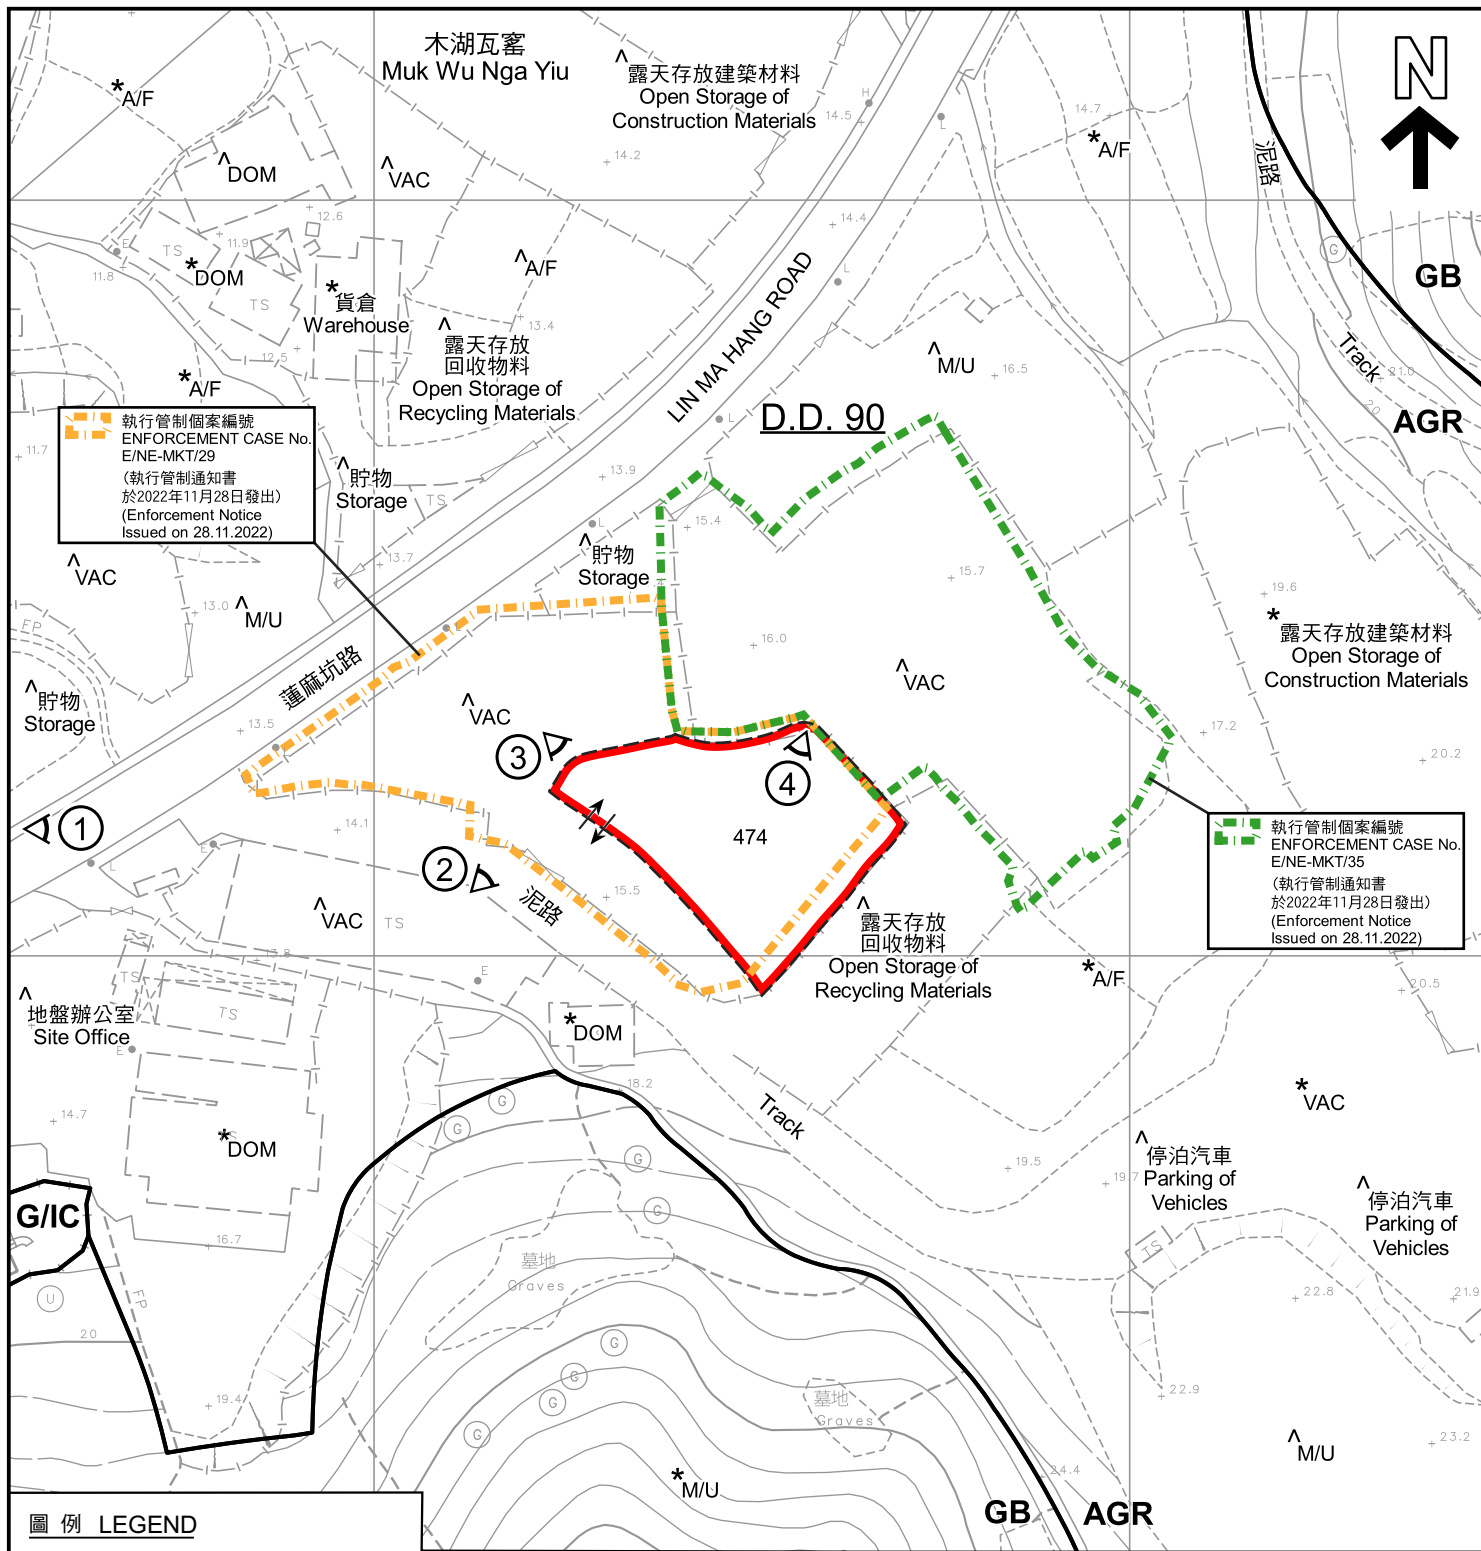 木湖瓦窰
Muk Wu Nga Yiu
^
露天存放建築材料
Open Storage of
Construction Materials
N
*A/F
^DOM
^VAC
14.5
H
L
14.7
*A/F
泥路
14.2
12.6
11.9
14.4
G
GB
E
TS
11.8
*DOM
TS
*
貨倉
Warehouse
^A/F
L
LIN MA HANG ROAD
13.4
^
露天存放
回收物料
Open Storage of
Recycling Materials
12.5
*A/F
^M/U
16.5
Track
21.0
20
AGR
L
D.D. 90
執行管制個案編號
ENFORCEMENT CASE No.
E/NE-MKT/29
(執行管制通知書
於2022年11月28日發出)
(Enforcement Notice
Issued on 28.11.2022)
11.7
^貯物
Storage
TS
13.9
15.4
L
^貯物
Storage
13.7
^VAC
13.0
^M/U
15.7
19.6
*
露天存放建築材料
Open Storage of
Construction Materials
FP
L
16.0
^VAC
蓮麻坑路
^貯物
Storage
^VAC
13.5
17.2
20.2
3
4
1
14.1
474
執行管制個案編號
ENFORCEMENT CASE No.
E/NE-MKT/35
(執行管制通知書
於2022年11月28日發出)
(Enforcement Notice
Issued on 28.11.2022)
L
E
2
15.5
泥路
^VAC
TS
^
露天存放
回收物料
Open Storage of
Recycling Materials
13.8
TS
E
*A/F
20.5
^
地盤辦公室
Site Office
TS
E
*DOM
18.2
*VAC
14.7
G
Track
*DOM
G
G
19.5
19.7
^
停泊汽車
Parking of
Vehicles
^
停泊汽車
Parking of
Vehicles
G/IC
G
16.7
TS
墓地
Graves
U
FP
22.8
21.9
20
G
G
19.4
G
墓地
Graves
22.9
G
^M/U
23.2
*M/U
24.4
GB
AGR
圖 例 LEGEND